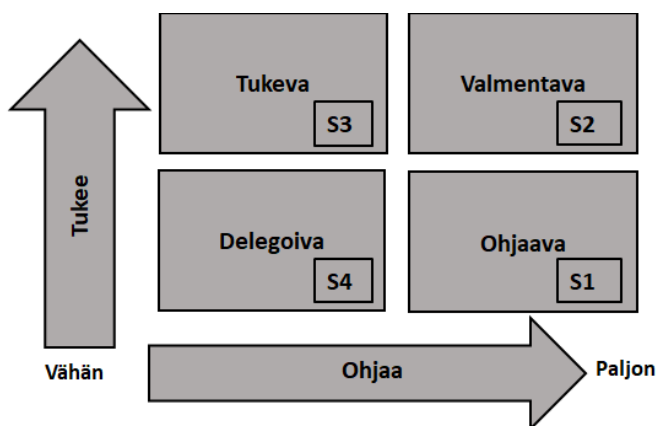 Tukeva
S3
Valmentava
S2
Tukee
Delegoiva
S4
Ohjaava
S1
Vähän
Ohjaa
Paljon